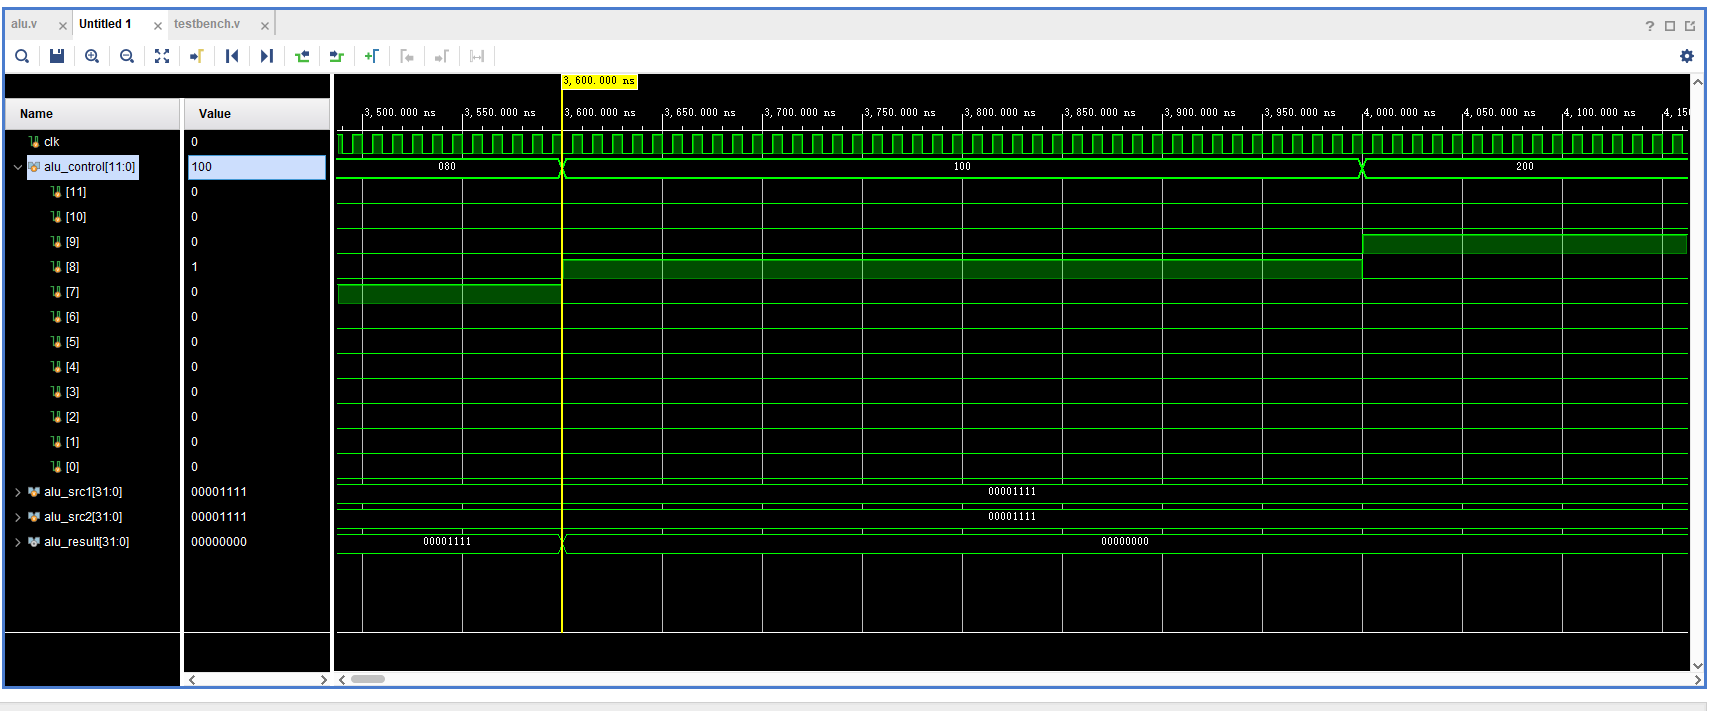 alu.v × Untitled 1 × testbench.v ×
?
3,600.000 ns
Name Value
3,500.000 ns 3,550.000 ns 3,600.000 ns 3,650.000 ns 3,700.000 ns 3,750.000 ns 3,800.000 ns 3,850.000 ns 3,900.000 ns 3,950.000 ns 4,000.000 ns 4,050.000 ns 4,100.000 ns 4,150
clk 0
alu_control[11:0] 100 080 100 200
[11] 0
[10] 0
[9] 0
[8] 1
[7] 0
[6] 0
[5] 0
[4] 0
[3] 0
[2] 0
[1] 0
[0] 0
alu_src1[31:0] 00001111 00001111
alu_src2[31:0] 00001111 00001111
alu_result[31:0] 00000000 00001111 00000000